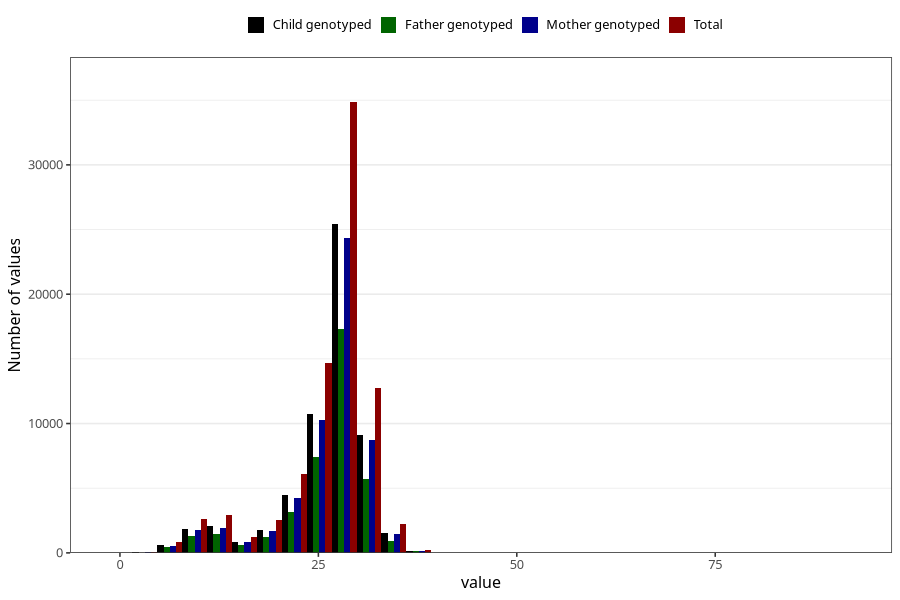 Child genotyped Father genotyped Mother genotyped Total
Number of values
30000
20000
10000
0
0 25 50 75
value